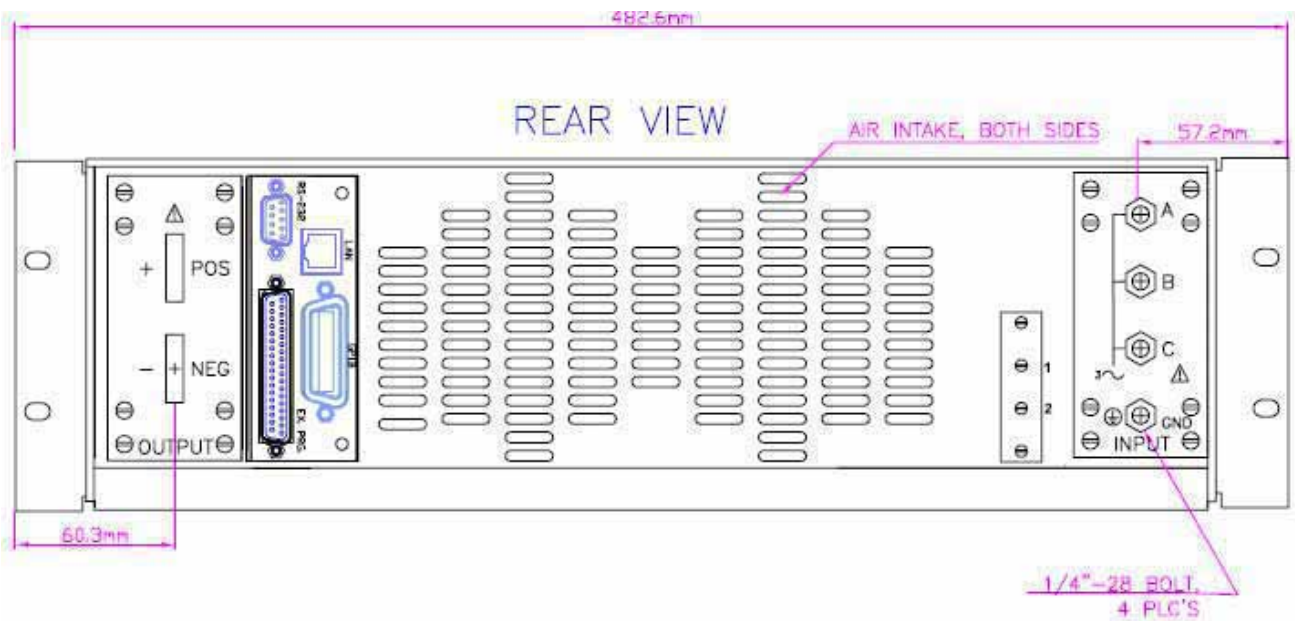 482.6mm
REAR VIEW
AIR INTAKE, BOTH SIDES
57.2mm
RS-232
LAN
A
+ POS
B
GPIB
C
3~
1
- + NEG
2
EX. PRG
GND
OUTPUT
INPUT
60.3mm
1/4"-28 BOLT,
4 PLC'S